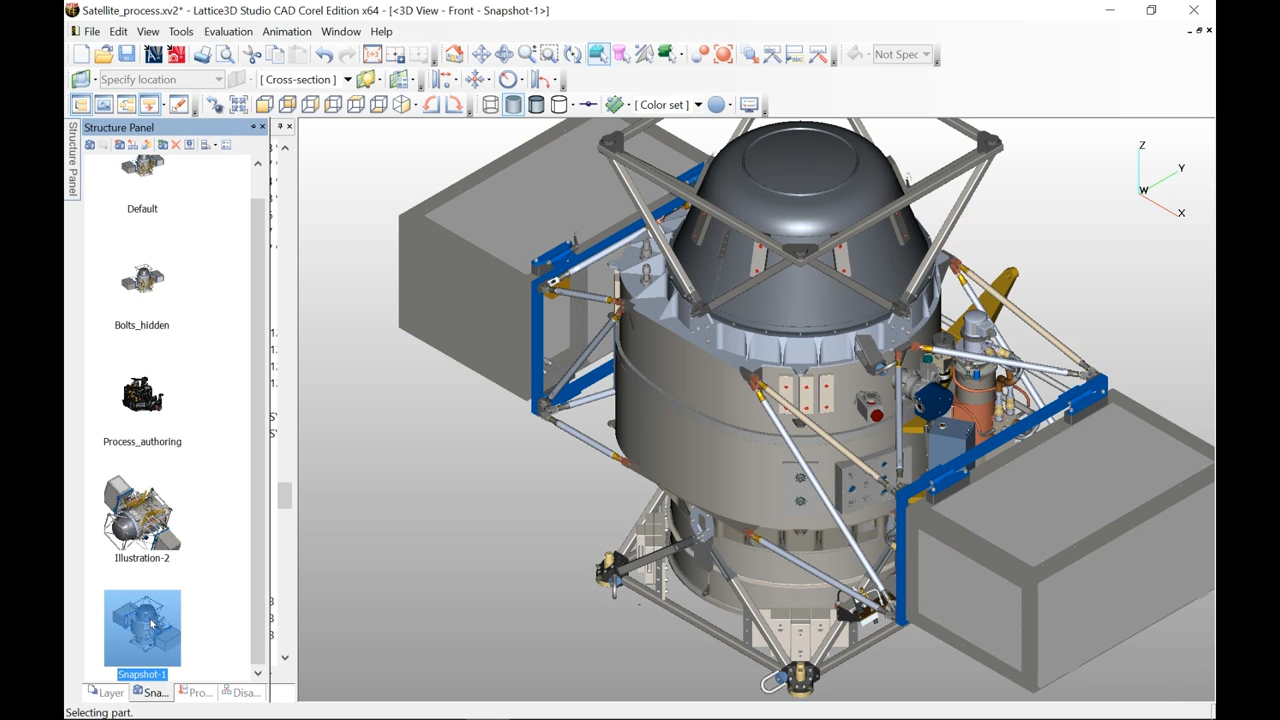 Satellite_process.xv2* - Lattice3D Studio CAD Corel Edition x64 - [<3D View - Front - Snapshot-1>]
File Edit View Tools Evaluation Animation Window Help
Not Spec
Specify location
[ Cross-section ]
[ Color set ]
Structure Panel
Structure Panel
Default
Bolts_hidden
Process_authoring
Illustration-2
Snapshot-1
Layer Sna... Pro... Disa...
Selecting part.
Z
Y
W
X